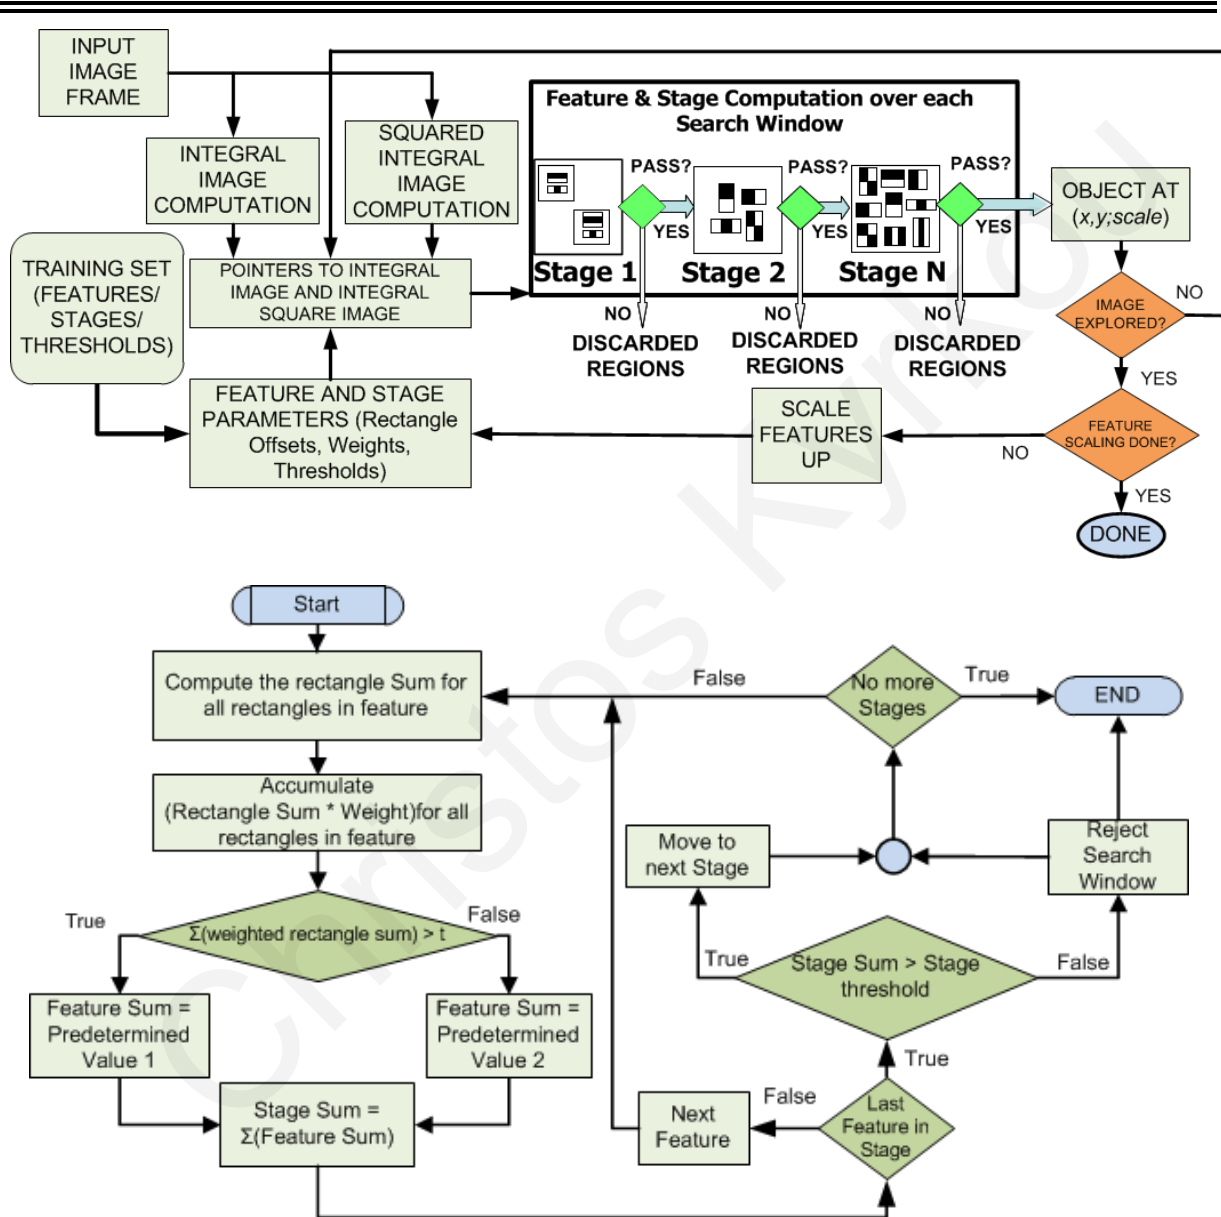 INPUT
IMAGE
FRAME
INTEGRAL
IMAGE
COMPUTATION
SQUARED
INTEGRAL
IMAGE
COMPUTATION
TRAINING SET
(FEATURES/
STAGES/
THRESHOLDS)
POINTERS TO INTEGRAL
IMAGE AND INTEGRAL
SQUARE IMAGE
FEATURE AND STAGE
PARAMETERS (Rectangle
Offsets, Weights,
Thresholds)
Feature & Stage Computation over each
Search Window
PASS?
YES
Stage 1
NO
DISCARDED
REGIONS
PASS?
YES
Stage 2
NO
DISCARDED
REGIONS
PASS?
YES
Stage N
NO
DISCARDED
REGIONS
OBJECT AT
(x,y;scale)
IMAGE
EXPLORED?
NO
YES
FEATURE
SCALING DONE?
NO
YES
SCALE
FEATURES
UP
DONE
Start
Compute the rectangle Sum for
all rectangles in feature
Accumulate
(Rectangle Sum * Weight)for all
rectangles in feature
True
Σ(weighted rectangle sum) > t
False
Feature Sum =
Predetermined
Value 1
Feature Sum =
Predetermined
Value 2
Stage Sum =
Σ(Feature Sum)
Last
Feature in
Stage
False
True
Next
Feature
Stage Sum > Stage
threshold
True
False
Move to
next Stage
Reject
Search
Window
No more
Stages
False
True
END
Christos Kyrkou